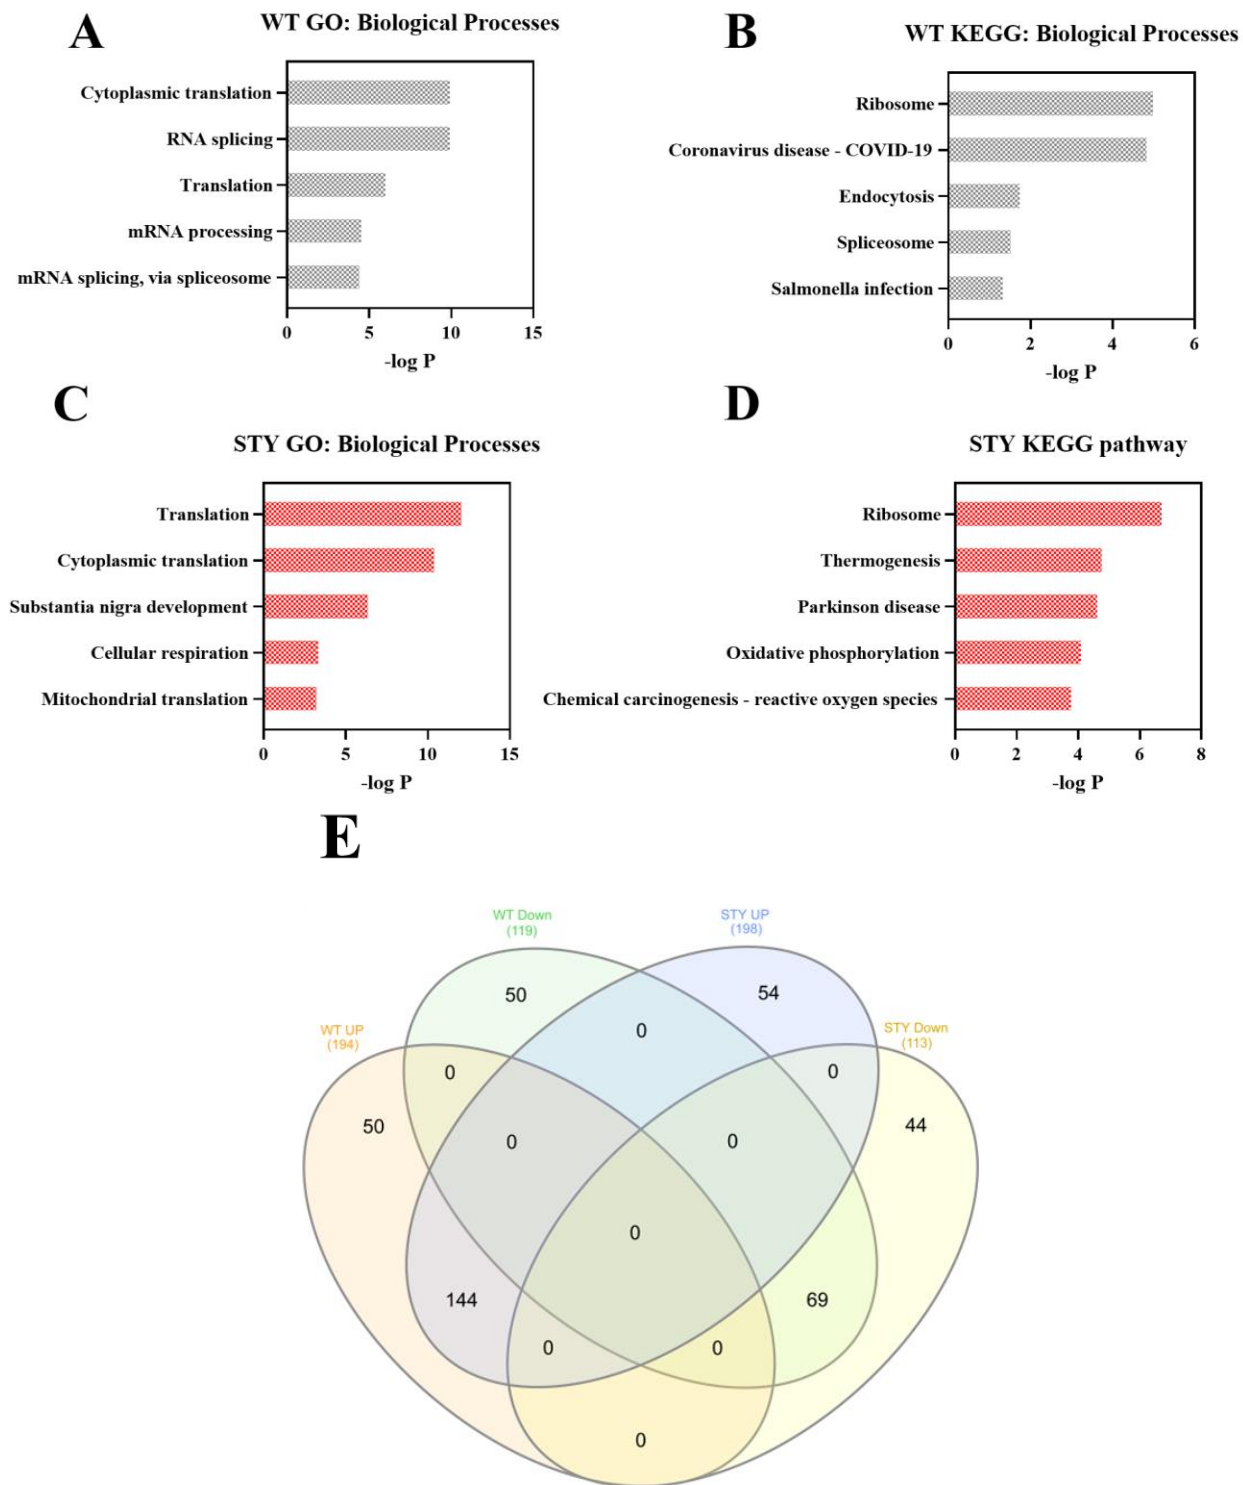 A
WT GO: Biological Processes
Cytoplasmic translation
RNA splicing
Translation
mRNA processing
mRNA splicing, via spliceosome
0 5 10 15
-log P
B
WT KEGG: Biological Processes
Ribosome
Coronavirus disease - COVID-19
Endocytosis
Spliceosome
Salmonella infection
0 2 4 6
-log P
C
STY GO: Biological Processes
Translation
Cytoplasmic translation
Substantia nigra development
Cellular respiration
Mitochondrial translation
0 5 10 15
-log P
D
STY KEGG pathway
Ribosome
Thermogenesis
Parkinson disease
Oxidative phosphorylation
Chemical carcinogenesis - reactive oxygen species
0 2 4 6 8
-log P
E
WT Down
(119)
STY UP
(198)
WT UP
(194)
STY Down
(113)
50
54
0
0
0
50
44
0
0
0
144
69
0
0
0